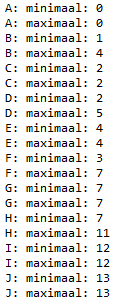 A: minimaal: 0
A: maximaal: 0
B: minimaal: 1
B: maximaal: 4
C: minimaal: 2
C: maximaal: 2
D: minimaal: 2
D: maximaal: 5
E: minimaal: 4
E: maximaal: 4
F: minimaal: 3
F: maximaal: 7
G: minimaal: 7
G: maximaal: 7
H: minimaal: 7
H: maximaal: 11
I: minimaal: 12
I: maximaal: 12
J: minimaal: 13
J: maximaal: 13